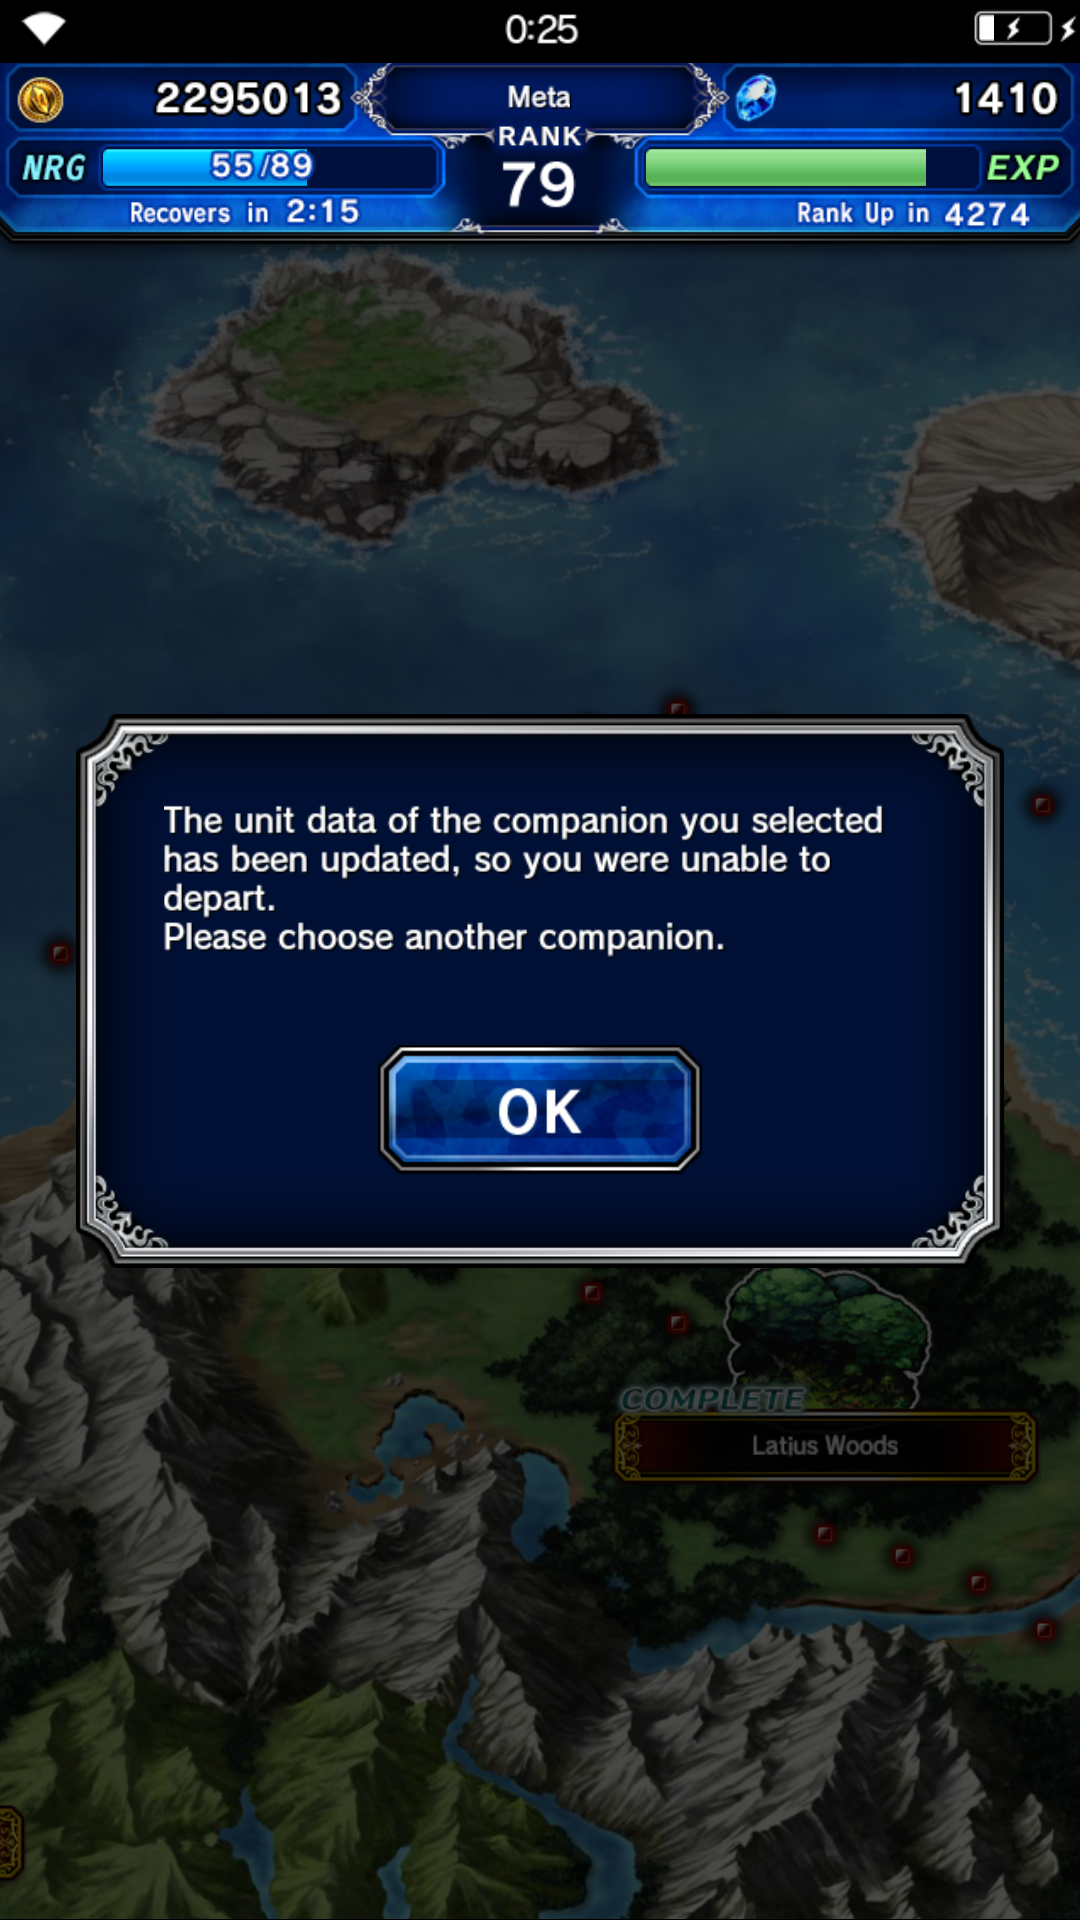 0:25
2295013
Meta
1410
RANK
NRG
55/89
79
EXP
Recovers in 2:15
Rank Up in 4274
The unit data of the companion you selected
has been updated, so you were unable to
depart.
Please choose another companion.
OK
COMPLETE
Latius Woods